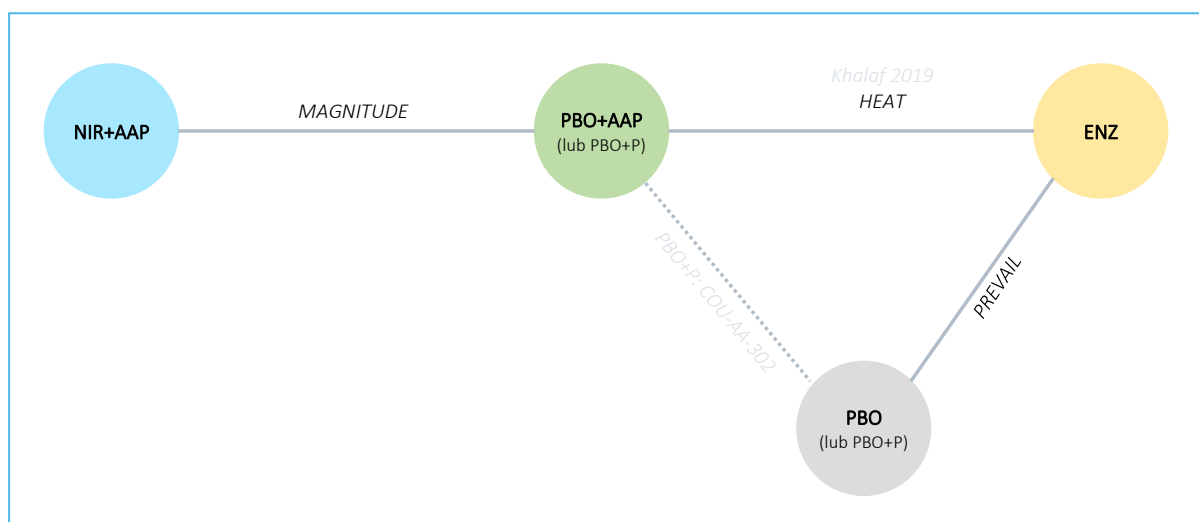 Khalaf 2019
MAGNITUDE
HEAT
NIR+AAP
PBO+AAP
(lub PBO+P)
ENZ
PBO+P: COU-AA-302
PREVAIL
PBO
(lub PBO+P)